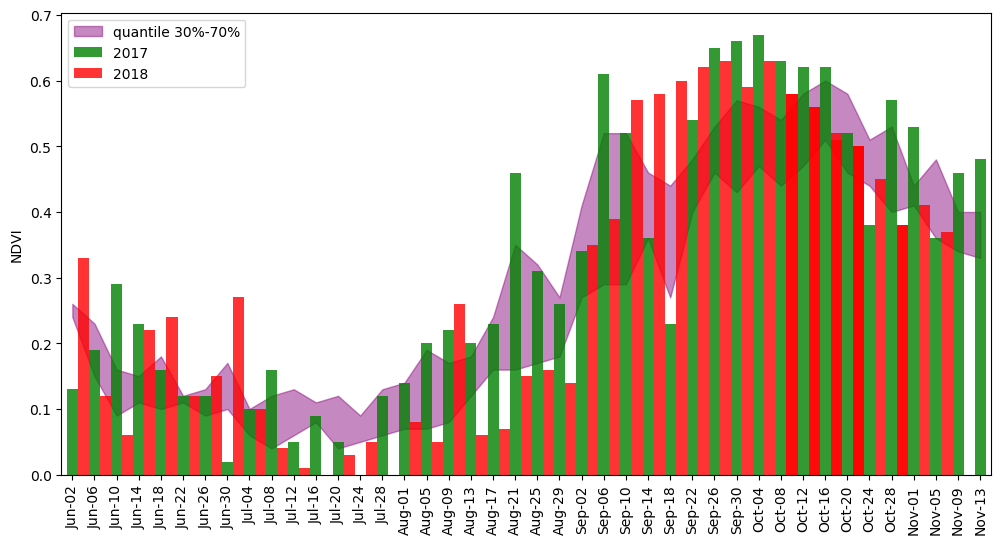 0.7
0.6
0.5
0.4
0.3
0.2
0.1
0.0
NDVI
quantile 30%-70%
2017
2018
Jun-02
Jun-06
Jun-10
Jun-14
Jun-18
Jun-22
Jun-26
Jun-30
Jul-04
Jul-08
Jul-12
Jul-16
Jul-20
Jul-24
Jul-28
Aug-01
Aug-05
Aug-09
Aug-13
Aug-17
Aug-21
Aug-25
Aug-29
Sep-02
Sep-06
Sep-10
Sep-14
Sep-18
Sep-22
Sep-26
Sep-30
Oct-04
Oct-08
Oct-12
Oct-16
Oct-20
Oct-24
Oct-28
Nov-01
Nov-05
Nov-09
Nov-13